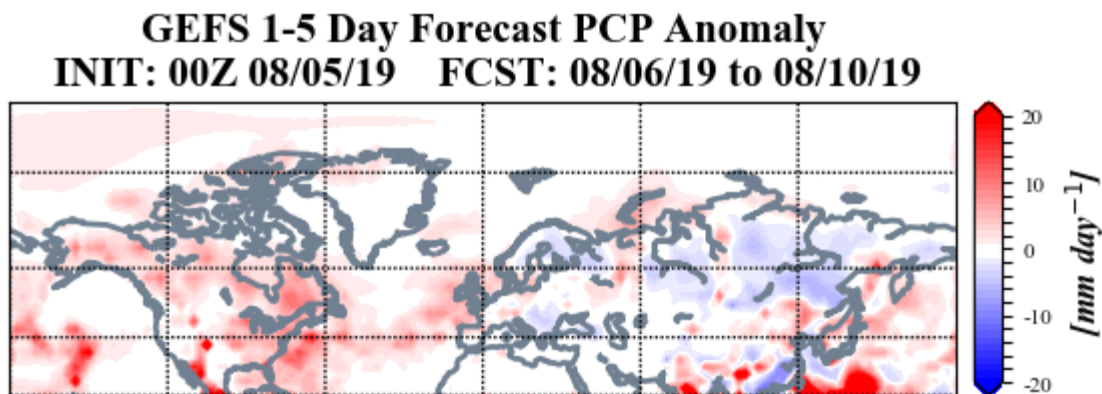 GEFS 1-5 Day Forecast PCP Anomaly
INIT: 00Z 08/05/19 FCST: 08/06/19 to 08/10/19
20
10
0
-10
-20
[mm day⁻¹]